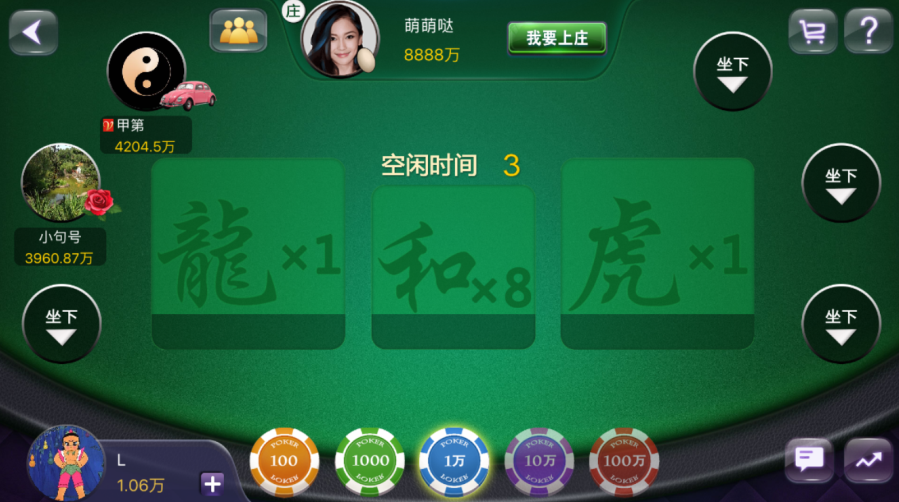 庄
萌萌哒
8888万
我要上庄
?
坐下
甲第
4204.5万
空闲时间 3
小句号
3960.87万
坐下
龍 ×1
和 ×8
虎 ×1
坐下
坐下
L
1.06万
+
POKER
100
POKER
POKER
1000
POKER
POKER
1万
POKER
POKER
10万
POKER
POKER
100万
POKER